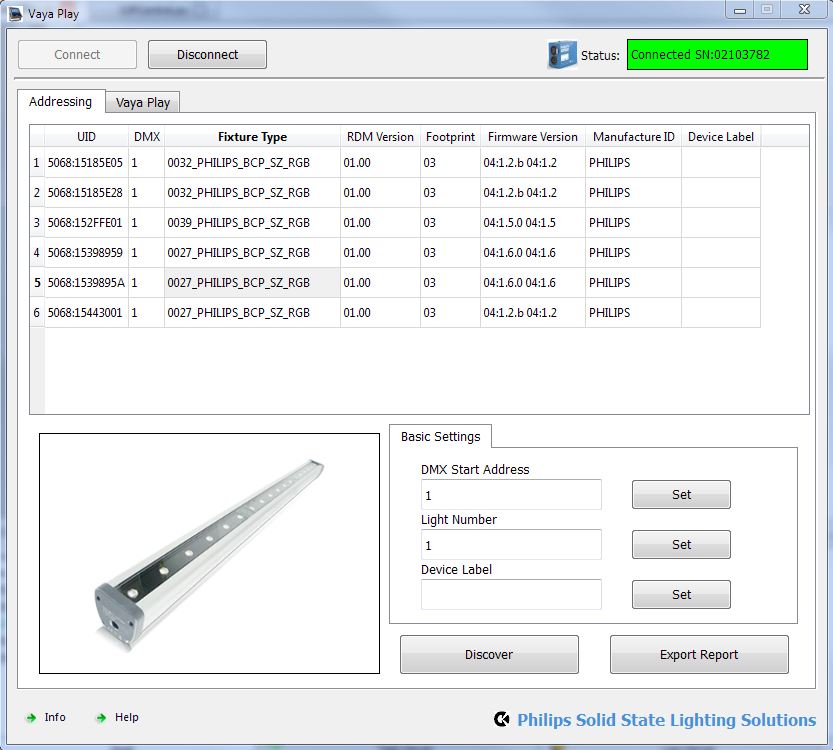 Vaya Play
Connect Disconnect Status: Connected SN:02103782
Addressing Vaya Play
UID DMX Fixture Type RDM Version Footprint Firmware Version Manufacture ID Device Label
1 5068:15185E05 1 0032_PHILIPS_BCP_SZ_RGB 01.00 03 04:1.2.b 04:1.2 PHILIPS
2 5068:15185E28 1 0032_PHILIPS_BCP_SZ_RGB 01.00 03 04:1.2.b 04:1.2 PHILIPS
3 5068:152FFE01 1 0039_PHILIPS_BCP_SZ_RGB 01.00 03 04:1.5.0 04:1.5 PHILIPS
4 5068:15398959 1 0027_PHILIPS_BCP_SZ_RGB 01.00 03 04:1.6.0 04:1.6 PHILIPS
5 5068:1539895A 1 0027_PHILIPS_BCP_SZ_RGB 01.00 03 04:1.6.0 04:1.6 PHILIPS
6 5068:15443001 1 0027_PHILIPS_BCP_SZ_RGB 01.00 03 04:1.2.b 04:1.2 PHILIPS
Basic Settings
DMX Start Address
1 Set
Light Number
1 Set
Device Label
Set
Discover Export Report
Info Help Philips Solid State Lighting Solutions